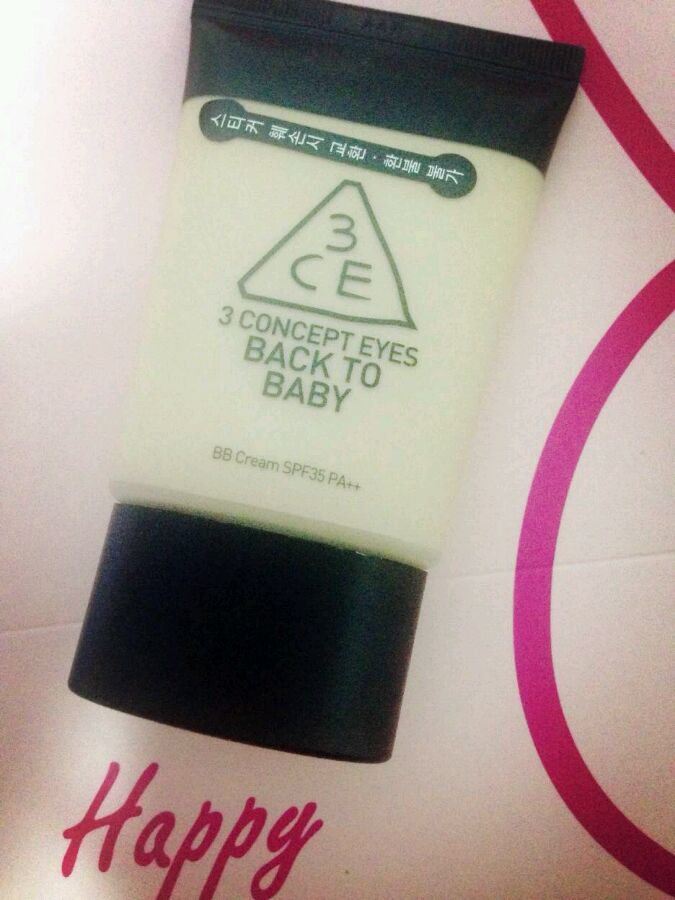 스티커 훼손시 교환·환불 불가
3
CE
3 CONCEPT EYES
BACK TO
BABY
BB Cream SPF35 PA++
Happy